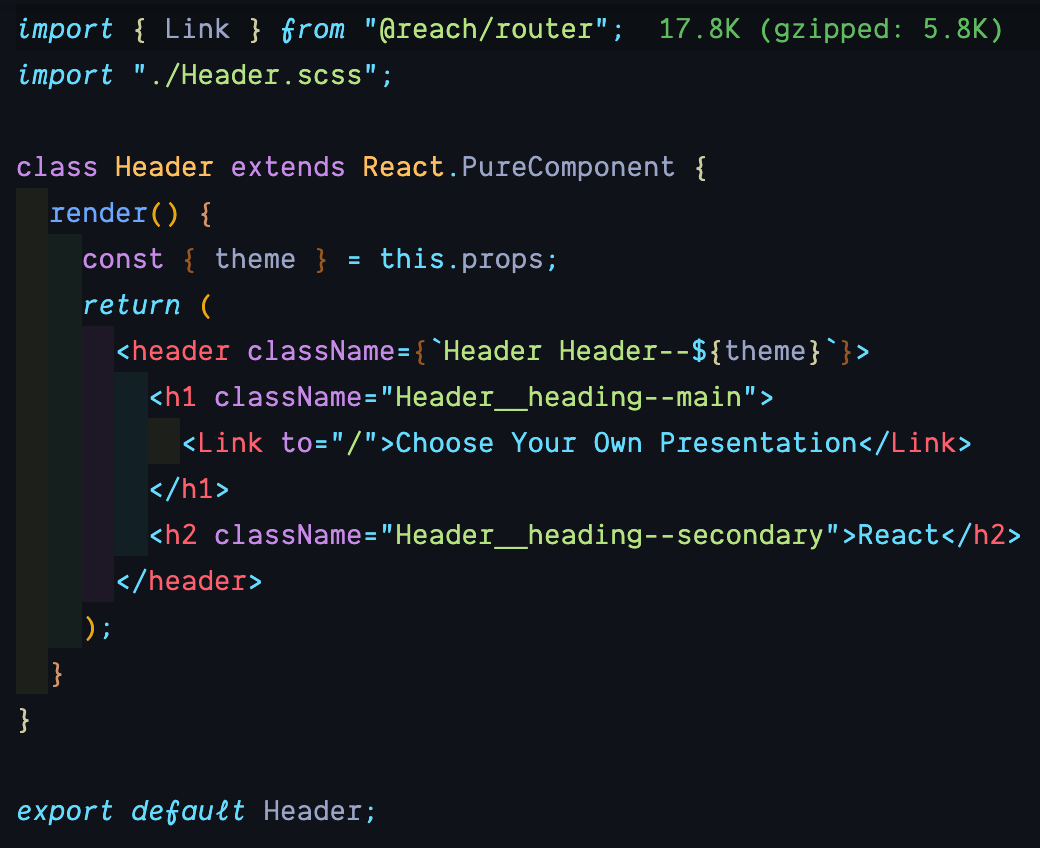 import { Link } from "@reach/router";  17.8K (gzipped: 5.8K)
import "./Header.scss";

class Header extends React.PureComponent {
  render() {
    const { theme } = this.props;
    return (
      <header className={`Header Header--${theme}`}>
        <h1 className="Header__heading--main">
          <Link to="/">Choose Your Own Presentation</Link>
        </h1>
        <h2 className="Header__heading--secondary">React</h2>
      </header>
    );
  }
}

export default Header;